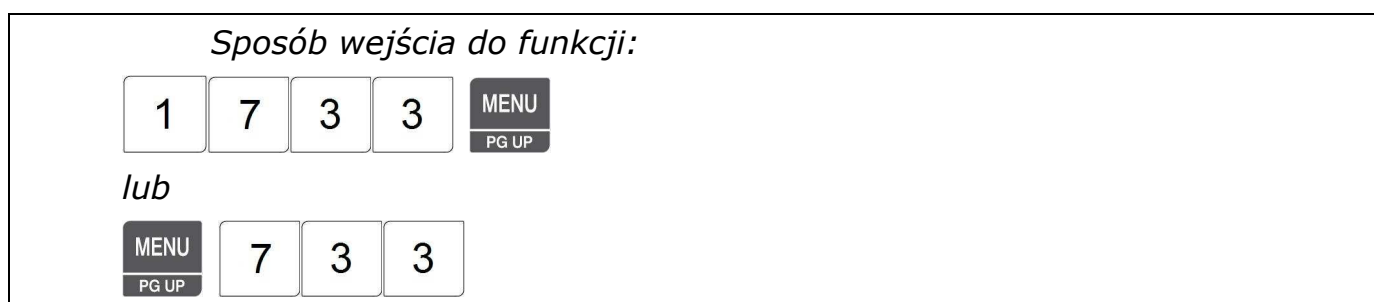 Sposób wejścia do funkcji:
1 7 3 3 MENU
PG UP
lub
MENU 7 3 3
PG UP